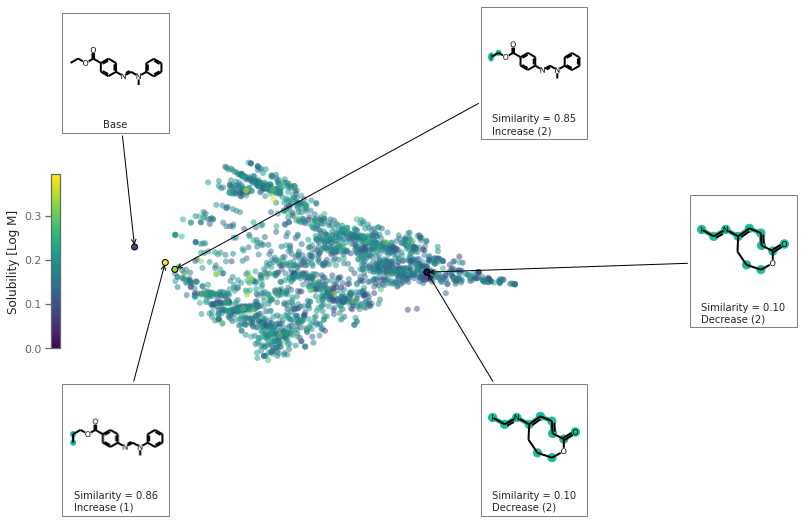 O
O
N
N
Base
O
O
N
N
Similarity = 0.85
Increase (2)
Solubility [Log M]
0.3
0.2
0.1
0.0
N
O
O
Similarity = 0.10
Decrease (2)
O
O
N
Similarity = 0.86
Increase (1)
N
O
O
Similarity = 0.10
Decrease (2)